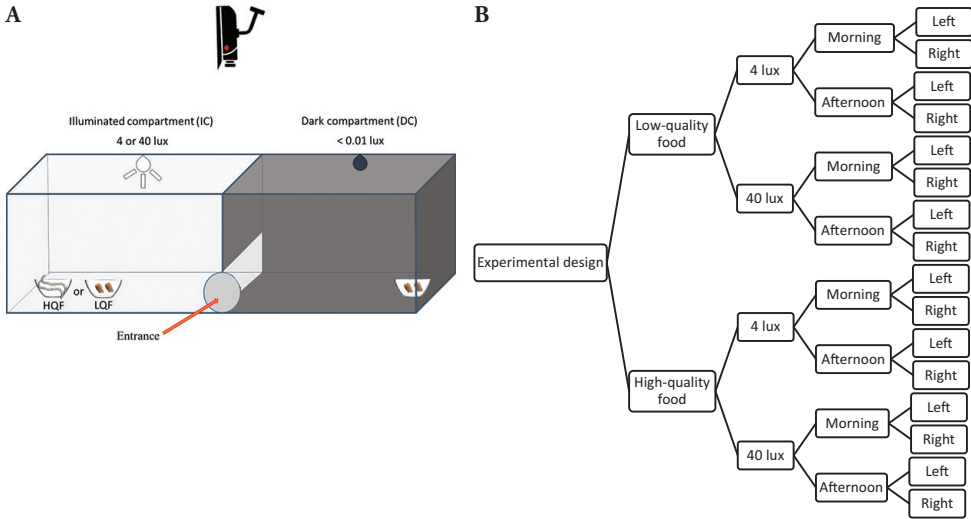 A
Illuminated compartment (IC)
4 or 40 lux
Dark compartment (DC)
< 0.01 lux
or
HQF
LQF
Entrance
B
Experimental design
Low-quality
food
4 lux
Morning
Left
Right
Afternoon
Left
Right
40 lux
Morning
Left
Right
Afternoon
Left
Right
High-quality
food
4 lux
Morning
Left
Right
Afternoon
Left
Right
40 lux
Morning
Left
Right
Afternoon
Left
Right